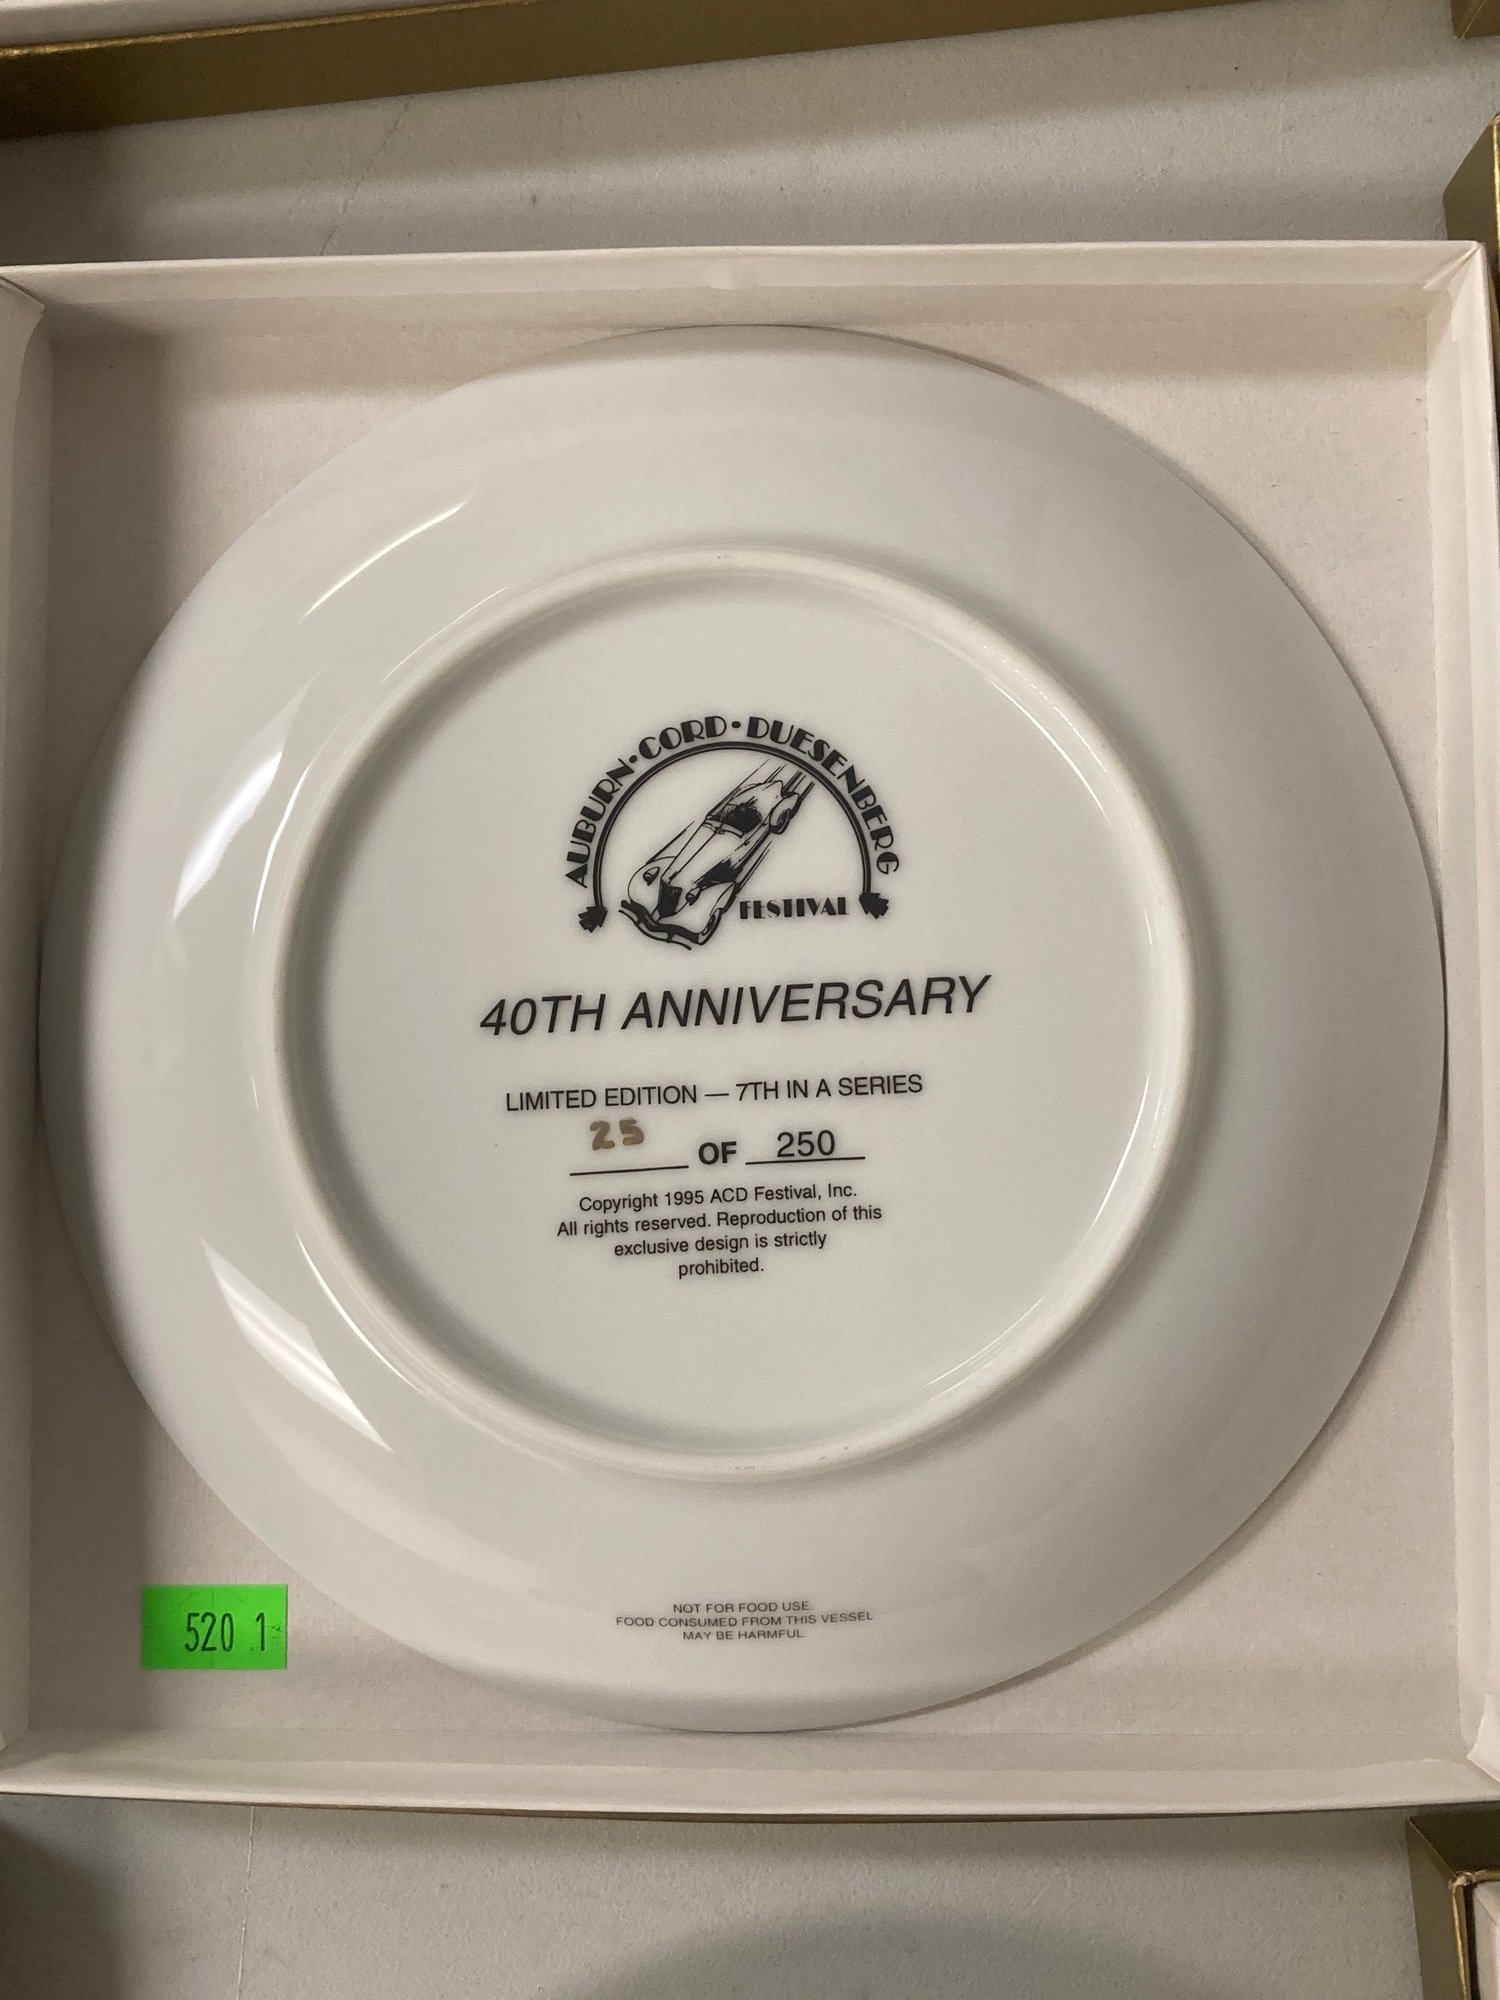 AUBURN • CORD • DUESENBERG
FESTIVAL
40TH ANNIVERSARY
LIMITED EDITION — 7TH IN A SERIES
25 OF 250
Copyright 1995 ACD Festival, Inc.
All rights reserved. Reproduction of this
exclusive design is strictly
prohibited.
NOT FOR FOOD USE
FOOD CONSUMED FROM THIS VESSEL
MAY BE HARMFUL
520 1